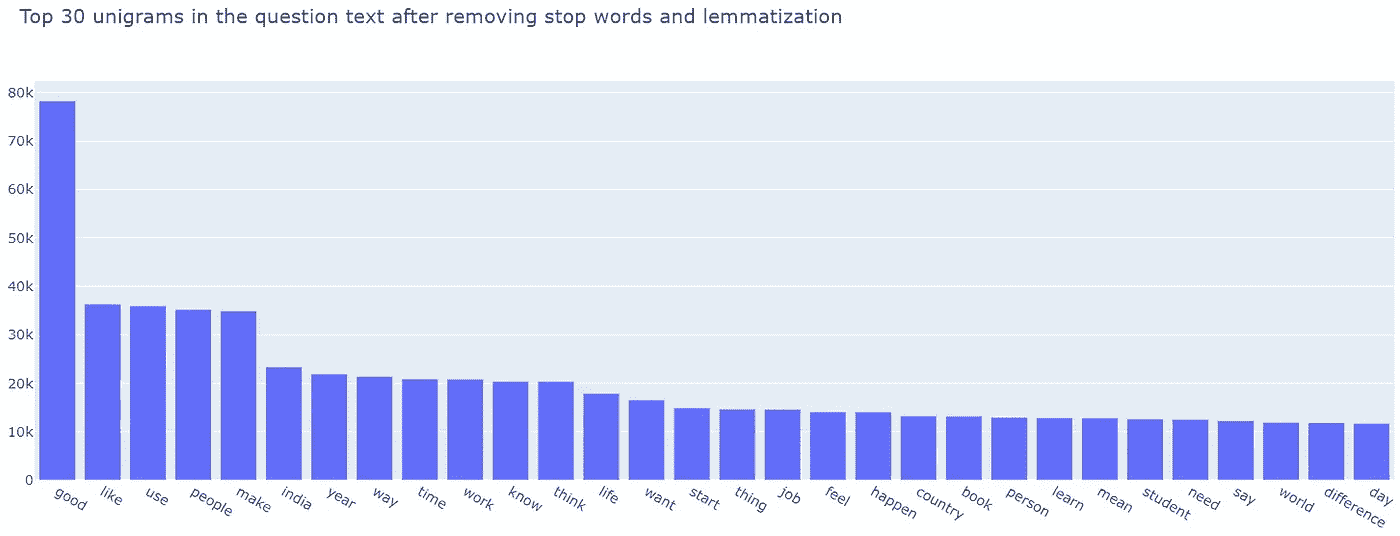 Top 30 unigrams in the question text after removing stop words and lemmatization
80k
70k
60k
50k
40k
30k
20k
10k
0
good like use people make india year way time work know think life want start thing job feel happen country book person learn mean student need say world difference day